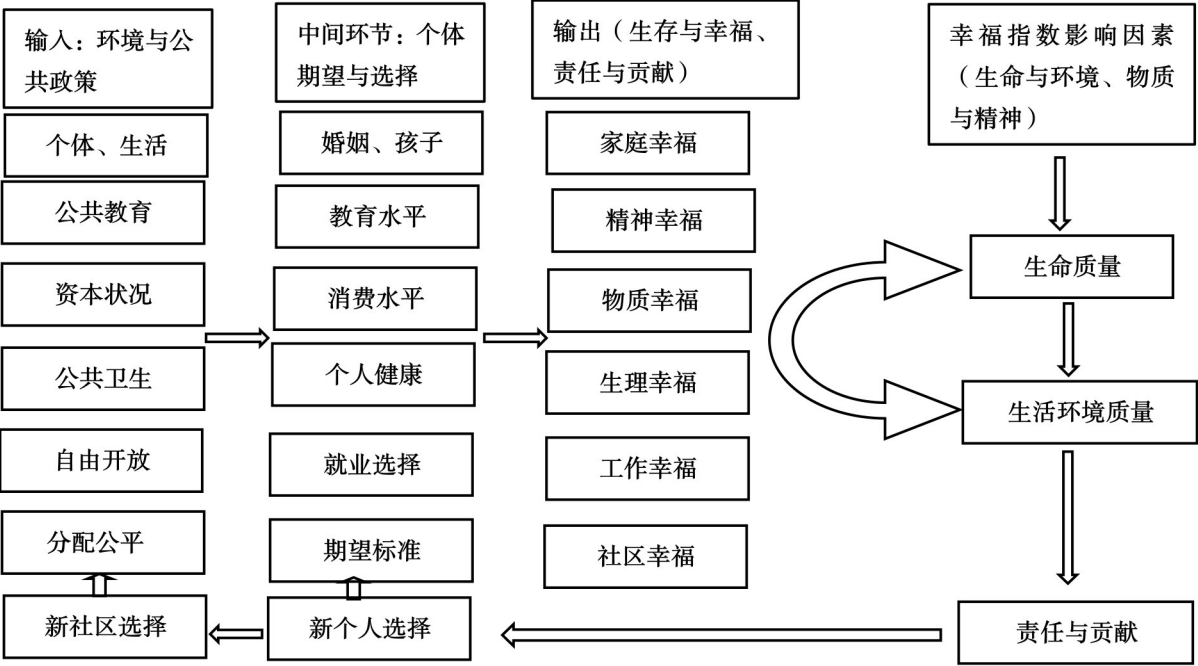 输入：环境与公
共政策
个体、生活
公共教育
资本状况
公共卫生
自由开放
分配公平
新社区选择
中间环节：个体
期望与选择
婚姻、孩子
教育水平
消费水平
个人健康
就业选择
期望标准
新个人选择
输出（生存与幸福、
责任与贡献）
家庭幸福
精神幸福
物质幸福
生理幸福
工作幸福
社区幸福
幸福指数影响因素
（生命与环境、物质
与精神）
生命质量
生活环境质量
责任与贡献